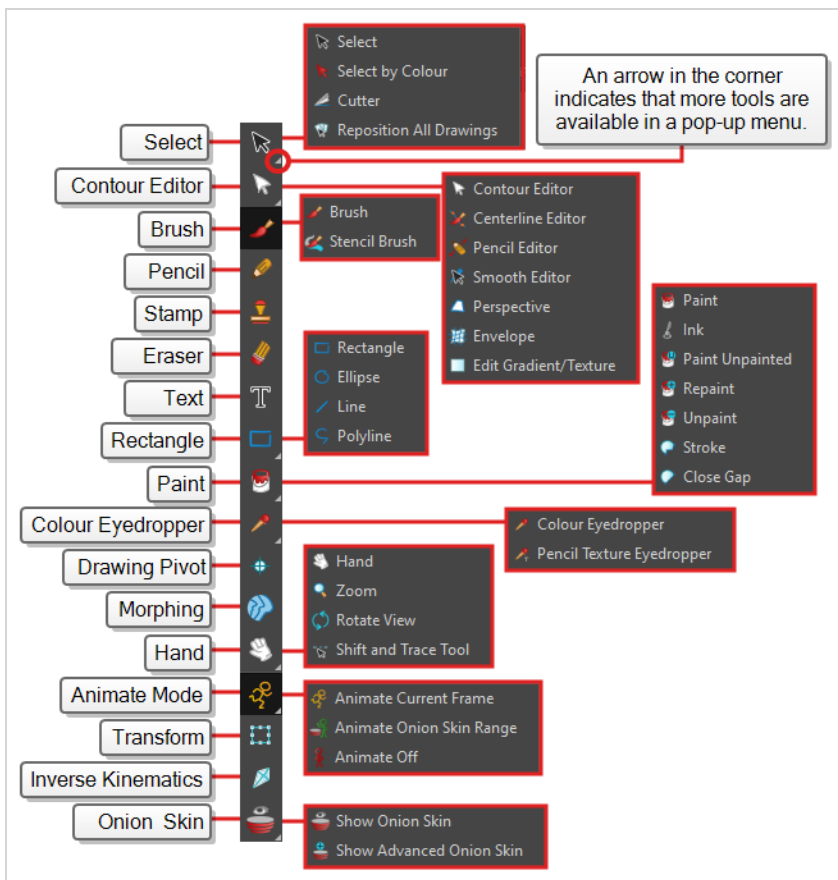 Select
Select by Colour
Cutter
Reposition All Drawings
An arrow in the corner
indicates that more tools are
available in a pop-up menu.
Select
Contour Editor
Brush
Pencil
Stamp
Eraser
Text
Rectangle
Paint
Colour Eyedropper
Drawing Pivot
Morphing
Hand
Animate Mode
Transform
Inverse Kinematics
Onion Skin
Brush
Stencil Brush
Contour Editor
Centerline Editor
Pencil Editor
Smooth Editor
Perspective
Envelope
Edit Gradient/Texture
Rectangle
Ellipse
Line
Polyline
Paint
Ink
Paint Unpainted
Repaint
Unpaint
Stroke
Close Gap
Colour Eyedropper
Pencil Texture Eyedropper
Hand
Zoom
Rotate View
Shift and Trace Tool
Animate Current Frame
Animate Onion Skin Range
Animate Off
Show Onion Skin
Show Advanced Onion Skin